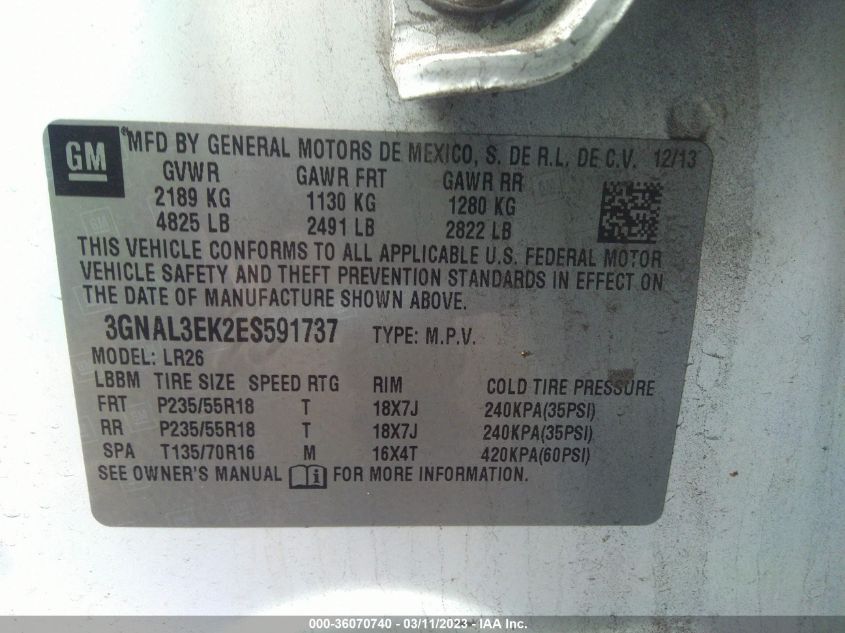 GM
®MFD BY GENERAL MOTORS DE MEXICO, S. DE R.L. DE C.V. 12/13
GVWR GAWR FRT GAWR RR
2189 KG 1130 KG 1280 KG
4825 LB 2491 LB 2822 LB
THIS VEHICLE CONFORMS TO ALL APPLICABLE U.S. FEDERAL MOTOR
VEHICLE SAFETY AND THEFT PREVENTION STANDARDS IN EFFECT ON
THE DATE OF MANUFACTURE SHOWN ABOVE.
3GNAL3EK2ES591737 TYPE: M.P.V.
MODEL: LR26
LBBM TIRE SIZE SPEED RTG RIM COLD TIRE PRESSURE
FRT P235/55R18 T 18X7J 240KPA(35PSI)
RR P235/55R18 T 18X7J 240KPA(35PSI)
SPA T135/70R16 M 16X4T 420KPA(60PSI)
SEE OWNER'S MANUAL FOR MORE INFORMATION.
000-36070740 - 03/11/2023 - IAA Inc.